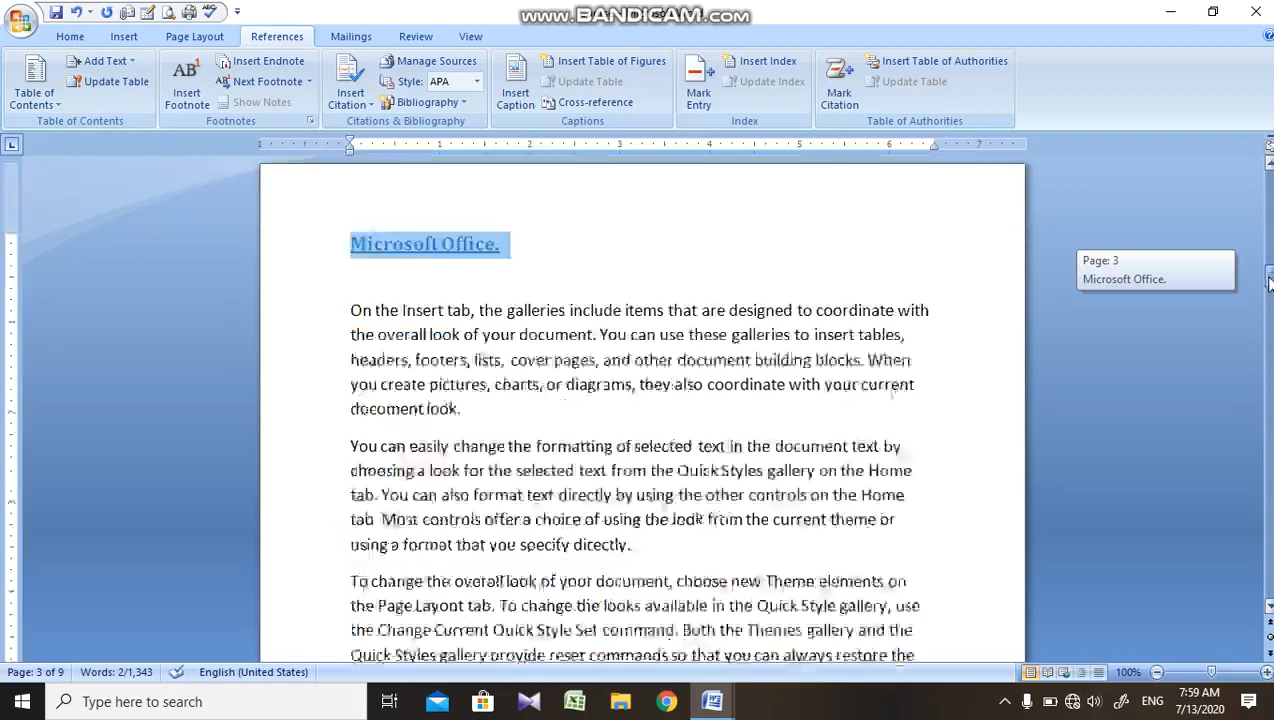 www.BANDICAM.com
Home Insert Page Layout References Mailings Review View
Table of Contents
Add Text
Update Table
Table of Contents
Insert Footnote
Insert Endnote
Next Footnote
Show Notes
Footnotes
Insert Citation
Manage Sources
Style: APA
Bibliography
Citations & Bibliography
Insert Caption
Insert Table of Figures
Update Table
Cross-reference
Captions
Mark Entry
Insert Index
Update Index
Index
Mark Citation
Insert Table of Authorities
Update Table
Table of Authorities
1 1 2 3 4 5 6 7
Microsoft Office.
Page: 3
Microsoft Office.
On the Insert tab, the galleries include items that are designed to coordinate with
the overall look of your document. You can use these galleries to insert tables,
headers, footers, lists, cover pages, and other document building blocks. When
you create pictures, charts, or diagrams, they also coordinate with your current
document look.
You can easily change the formatting of selected text in the document text by
choosing a look for the selected text from the Quick Styles gallery on the Home
tab. You can also format text directly by using the other controls on the Home
tab. Most controls offer a choice of using the look from the current theme or
using a format that you specify directly.
To change the overall look of your document, choose new Theme elements on
the Page Layout tab. To change the looks available in the Quick Style gallery, use
the Change Current Quick Style Set command. Both the Themes gallery and the
Quick Styles gallery provide reset commands so that you can always restore the
Page: 3 of 9 Words: 2/1,343 English (United States) 100%
Type here to search
ENG
7:59 AM
7/13/2020